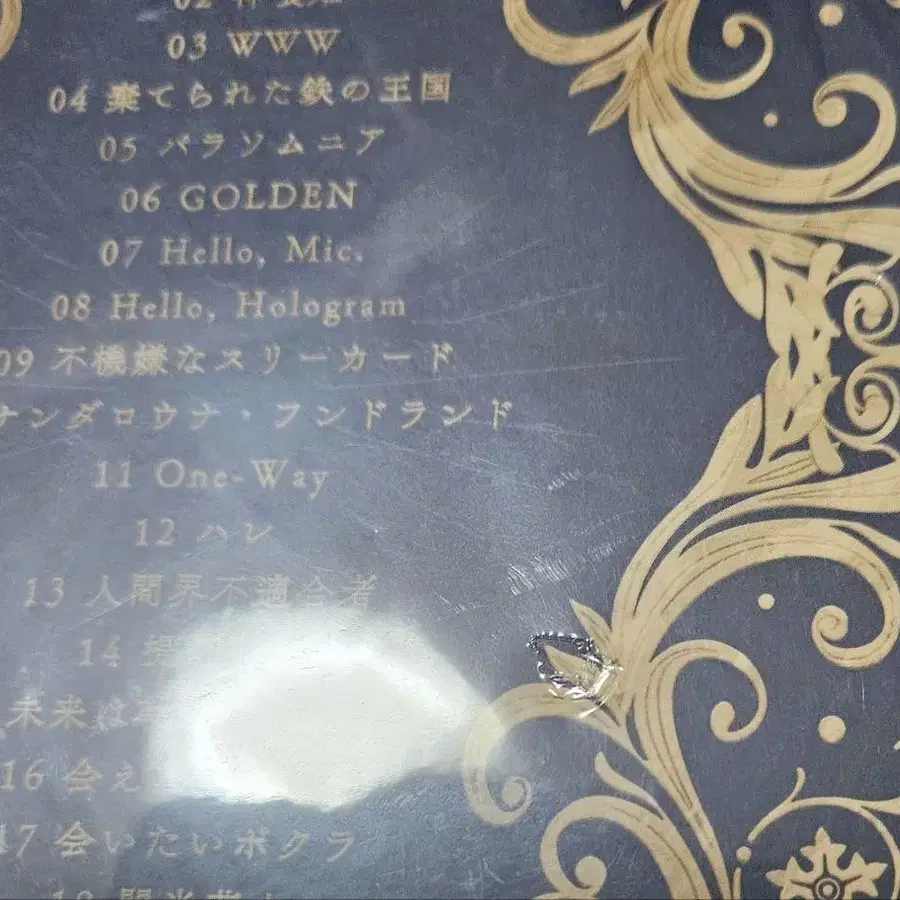 03 WWW
04 棄てられた鉄の王国
05 パラソムニア
06 GOLDEN
07 Hello, Mic.
08 Hello, Hologram
09 不機嫌なスリーカード
サンダロウナ・フンドランド
11 One-Way
12 ハレ
13 人間界不適合者
14
未来は
16 会え
17 会いたいボクラ
18